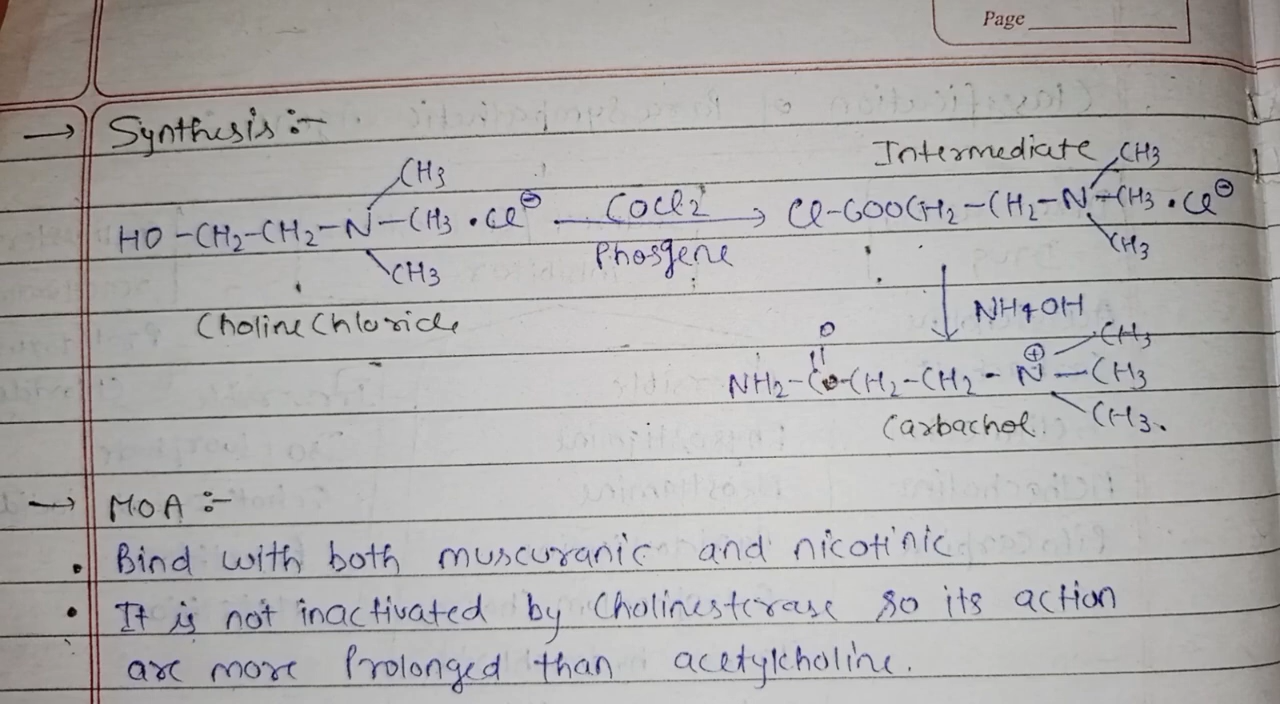 Page
→ Synthesis :-
Intermediate
CH3 CH3
HO-CH2-CH2-N-CH3 • Cl⊖ COCl2 → Cl-COOCH2-CH2-N-CH3 • Cl⊖
CH3 Phosgene CH3
Choline Chloride ↓ NH4OH
O ⊕ CH3
NH2-C-O-CH2-CH2-N-CH3
Carbachol CH3
→ M.O.A :-
• Bind with both muscuranic and nicotinic
• It is not inactivated by Cholinesterase so its action
are more Prolonged than acetylcholine.